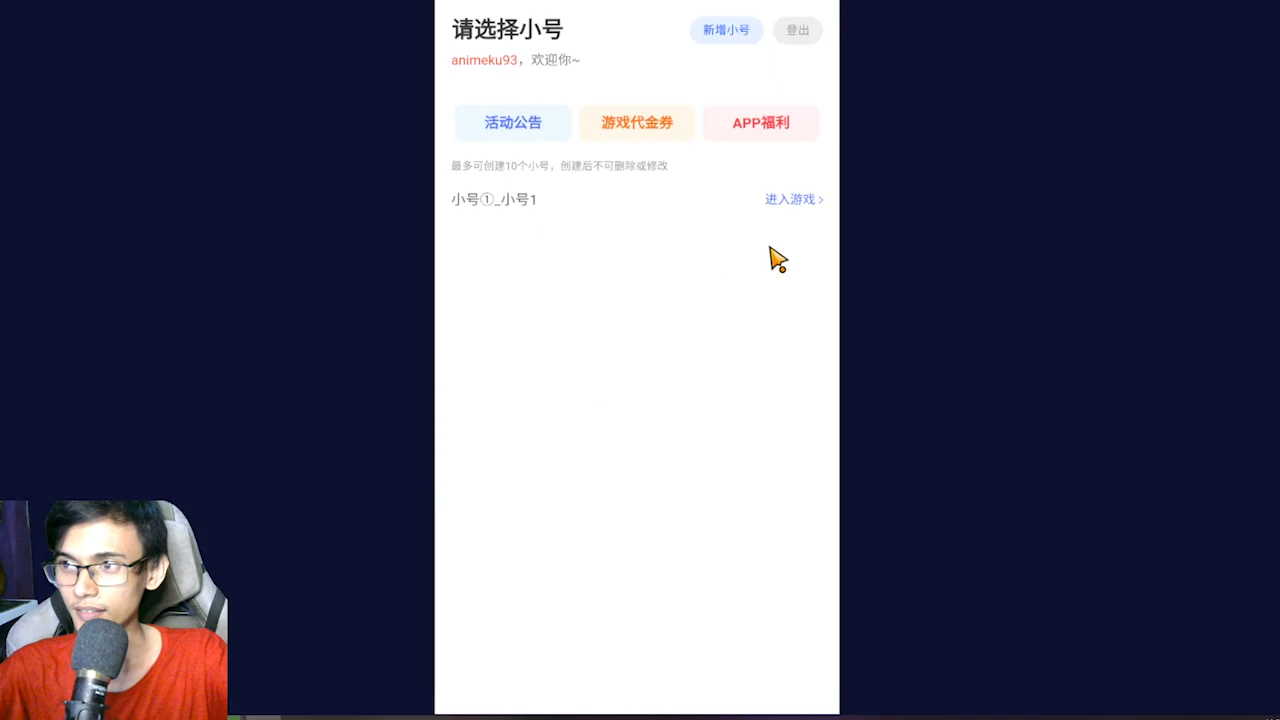 请选择小号
新增小号
登出
animeku93，欢迎你~
活动公告
游戏代金券
APP福利
最多可创建10个小号，创建后不可删除或修改
小号①_小号1
进入游戏 >